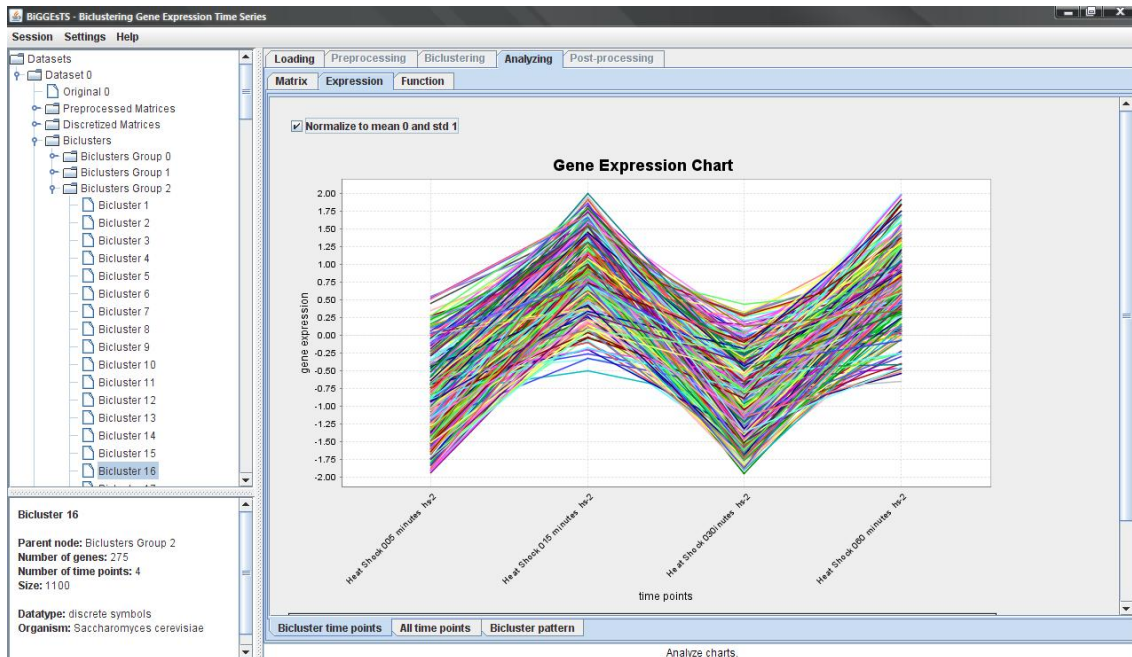 BiGGEsTS - Biclustering Gene Expression Time Series
Session Settings Help
Datasets
Dataset 0
Original 0
Preprocessed Matrices
Discretized Matrices
Biclusters
Biclusters Group 0
Biclusters Group 1
Biclusters Group 2
Bicluster 1
Bicluster 2
Bicluster 3
Bicluster 4
Bicluster 5
Bicluster 6
Bicluster 7
Bicluster 8
Bicluster 9
Bicluster 10
Bicluster 11
Bicluster 12
Bicluster 13
Bicluster 14
Bicluster 15
Bicluster 16
Bicluster 16
Parent node: Biclusters Group 2
Number of genes: 275
Number of time points: 4
Size: 1100
Datatype: discrete symbols
Organism: Saccharomyces cerevisiae
Loading Preprocessing Biclustering Analyzing Post-processing
Matrix Expression Function
Normalize to mean 0 and std 1
Gene Expression Chart
gene expression
2.00
1.75
1.50
1.25
1.00
0.75
0.50
0.25
0.00
-0.25
-0.50
-0.75
-1.00
-1.25
-1.50
-1.75
-2.00
Heat Shock 005 minutes hs-2
Heat Shock 015 minutes hs-2
Heat Shock 030inutes hs-2
Heat Shock 060 minutes hs-2
time points
Bicluster time points All time points Bicluster pattern
Analyze charts.